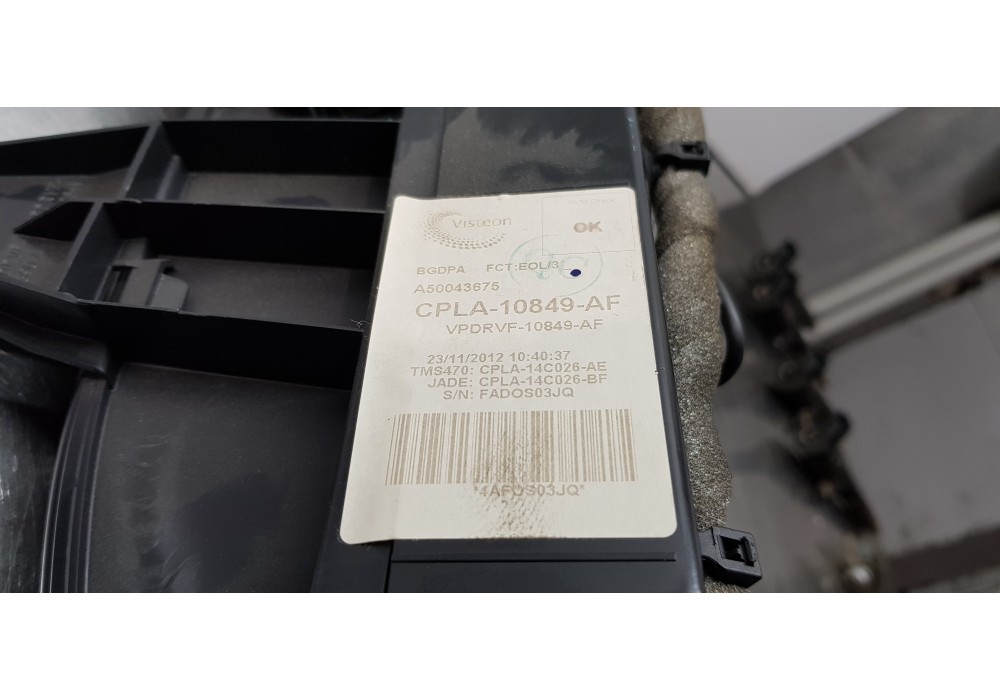 Visteon
OK
BGDPA FCT:EOL/3
A50043675
CPLA-10849-AF
VPDRVF-10849-AF
23/11/2012 10:40:37
TMS470: CPLA-14C026-AE
JADE: CPLA-14C026-BF
S/N: FADOS03JQ
*4AFOS03JQ*